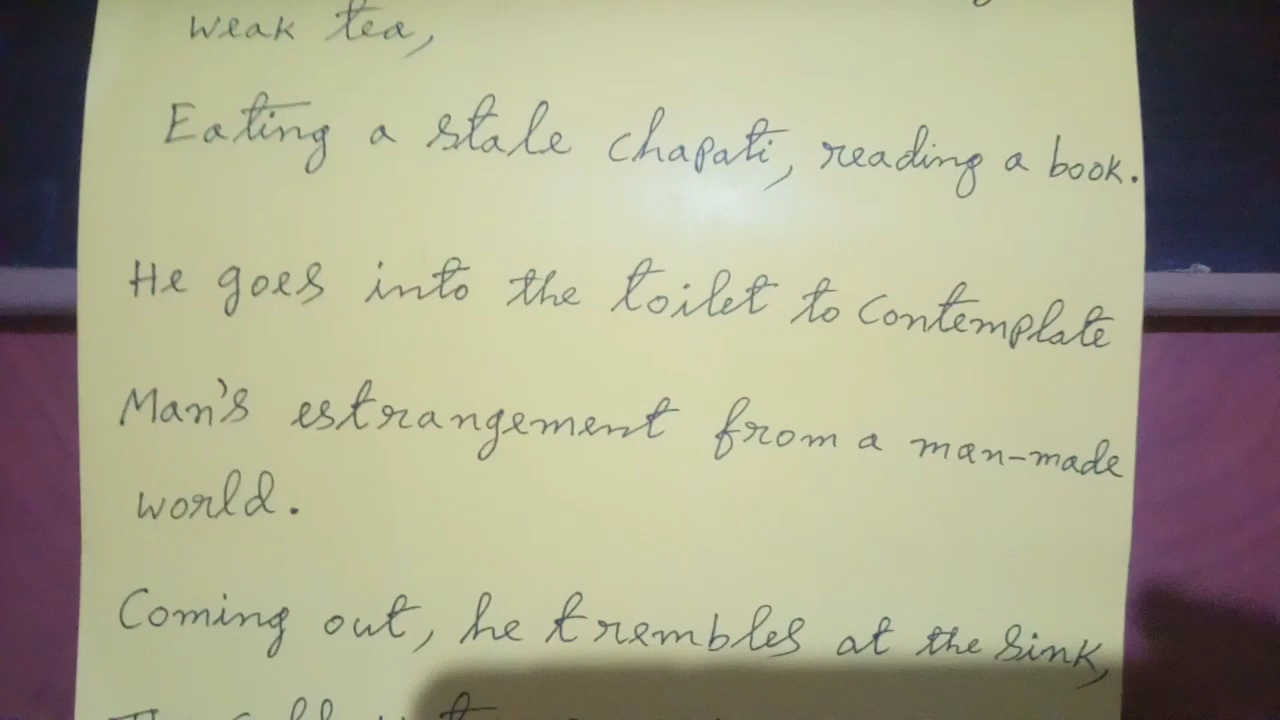 weak tea,
Eating a stale chapati, reading a book.
He goes into the toilet to contemplate
Man's estrangement from a man-made
world.
Coming out, he trembles at the sink,